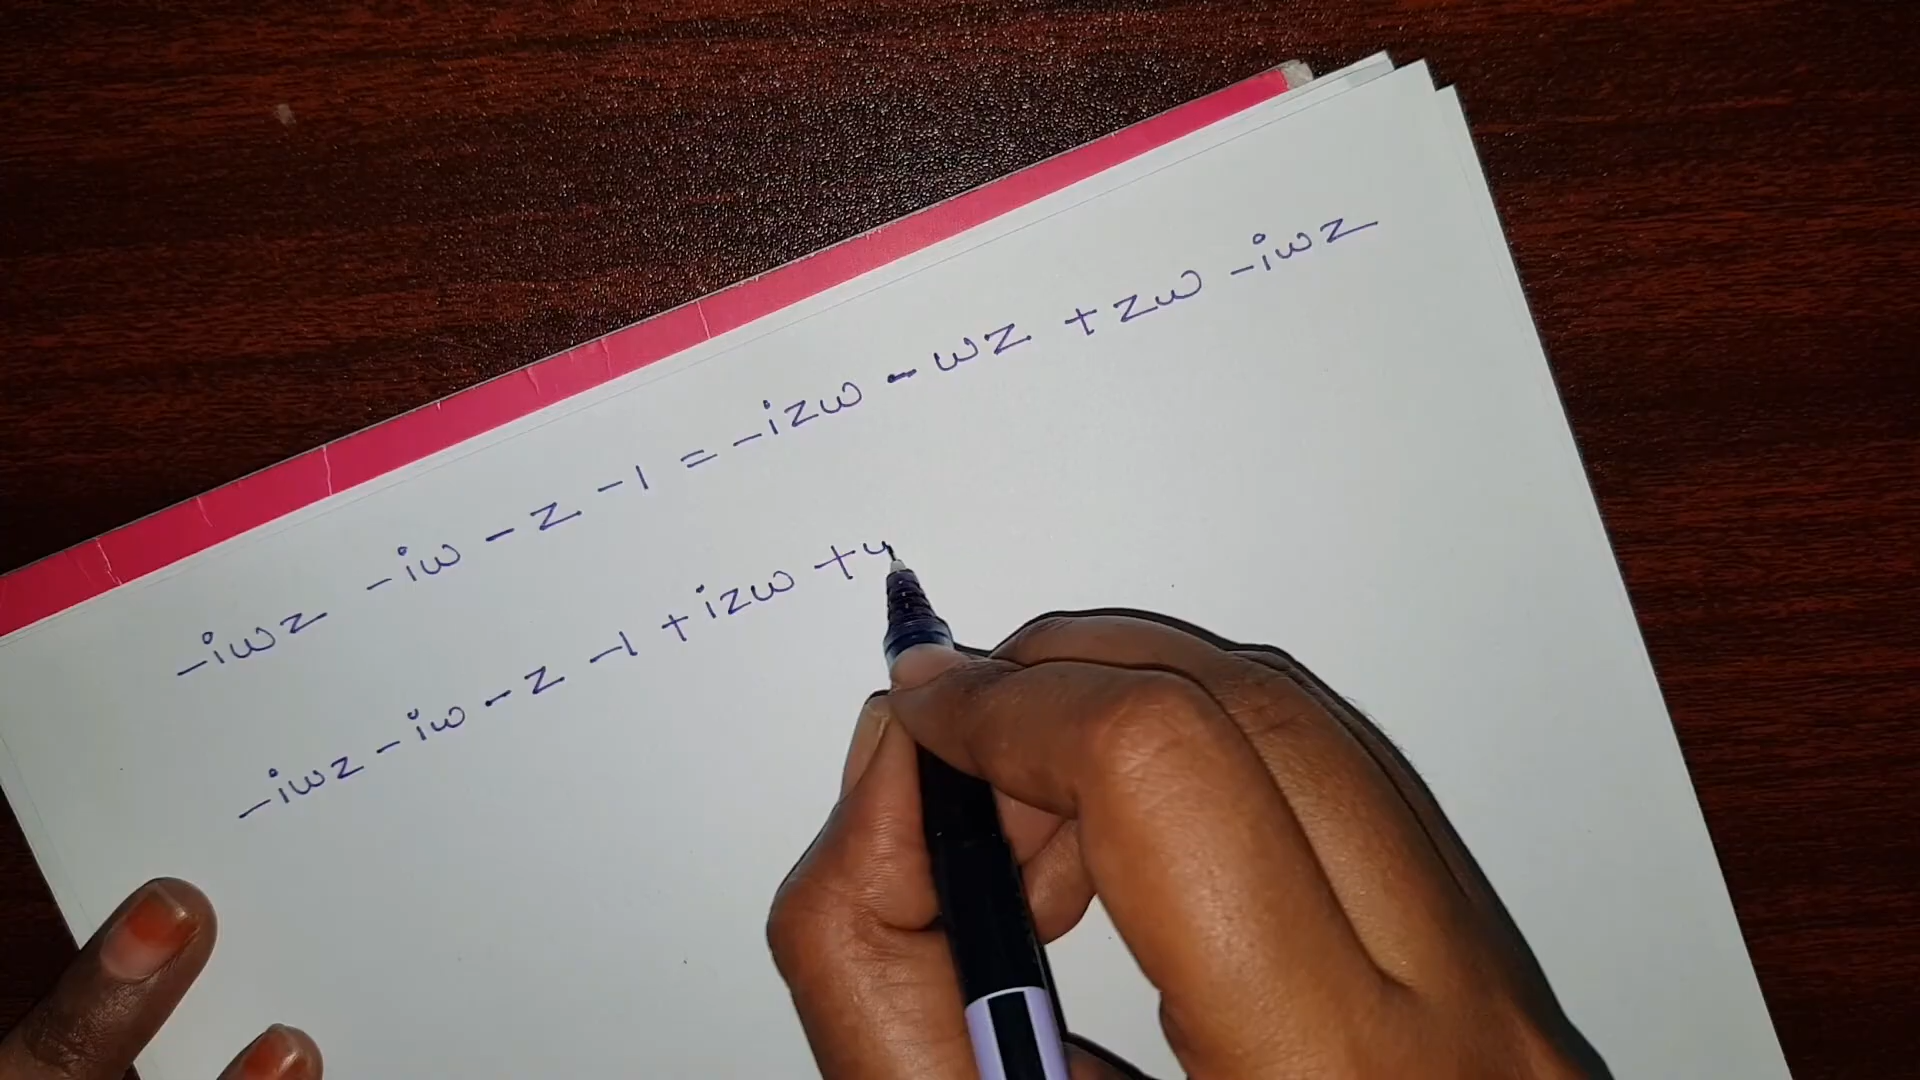 -iwz -iw -z -1 = -izw - wz + zw -iwz
-iwz -iw -z -1 + izw +